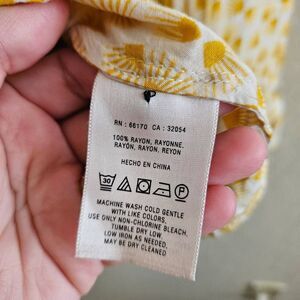 RN : 66170 CA : 32054
100% RAYON, RAYONNE.
RAYÓN, RAYON, REYON
HECHO EN CHINA
30 P
MACHINE WASH COLD GENTLE
WITH LIKE COLORS.
USE ONLY NON-CHLORINE BLEACH.
TUMBLE DRY LOW.
LOW IRON AS NEEDED.
MAY BE DRY CLEANED